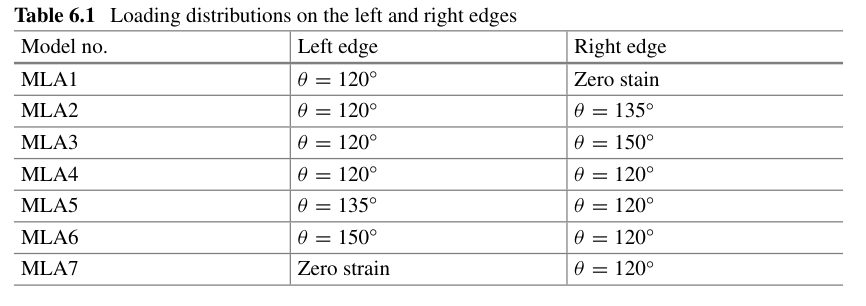 Table 6.1 Loading distributions on the left and right edges
Model no. Left edge Right edge
MLA1 θ = 120° Zero stain
MLA2 θ = 120° θ = 135°
MLA3 θ = 120° θ = 150°
MLA4 θ = 120° θ = 120°
MLA5 θ = 135° θ = 120°
MLA6 θ = 150° θ = 120°
MLA7 Zero strain θ = 120°